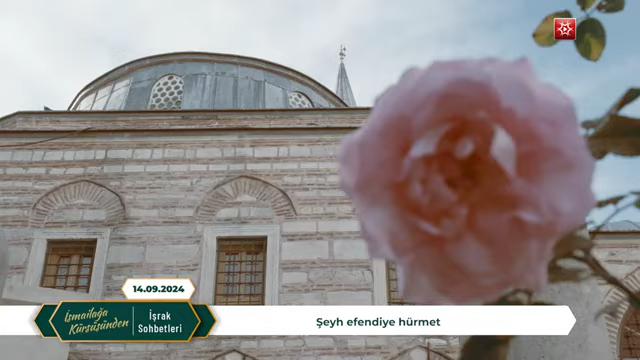 14.09.2024
İsmailağa
Kürsüsünden
İşrak
Sohbetleri
Şeyh efendiye hürmet